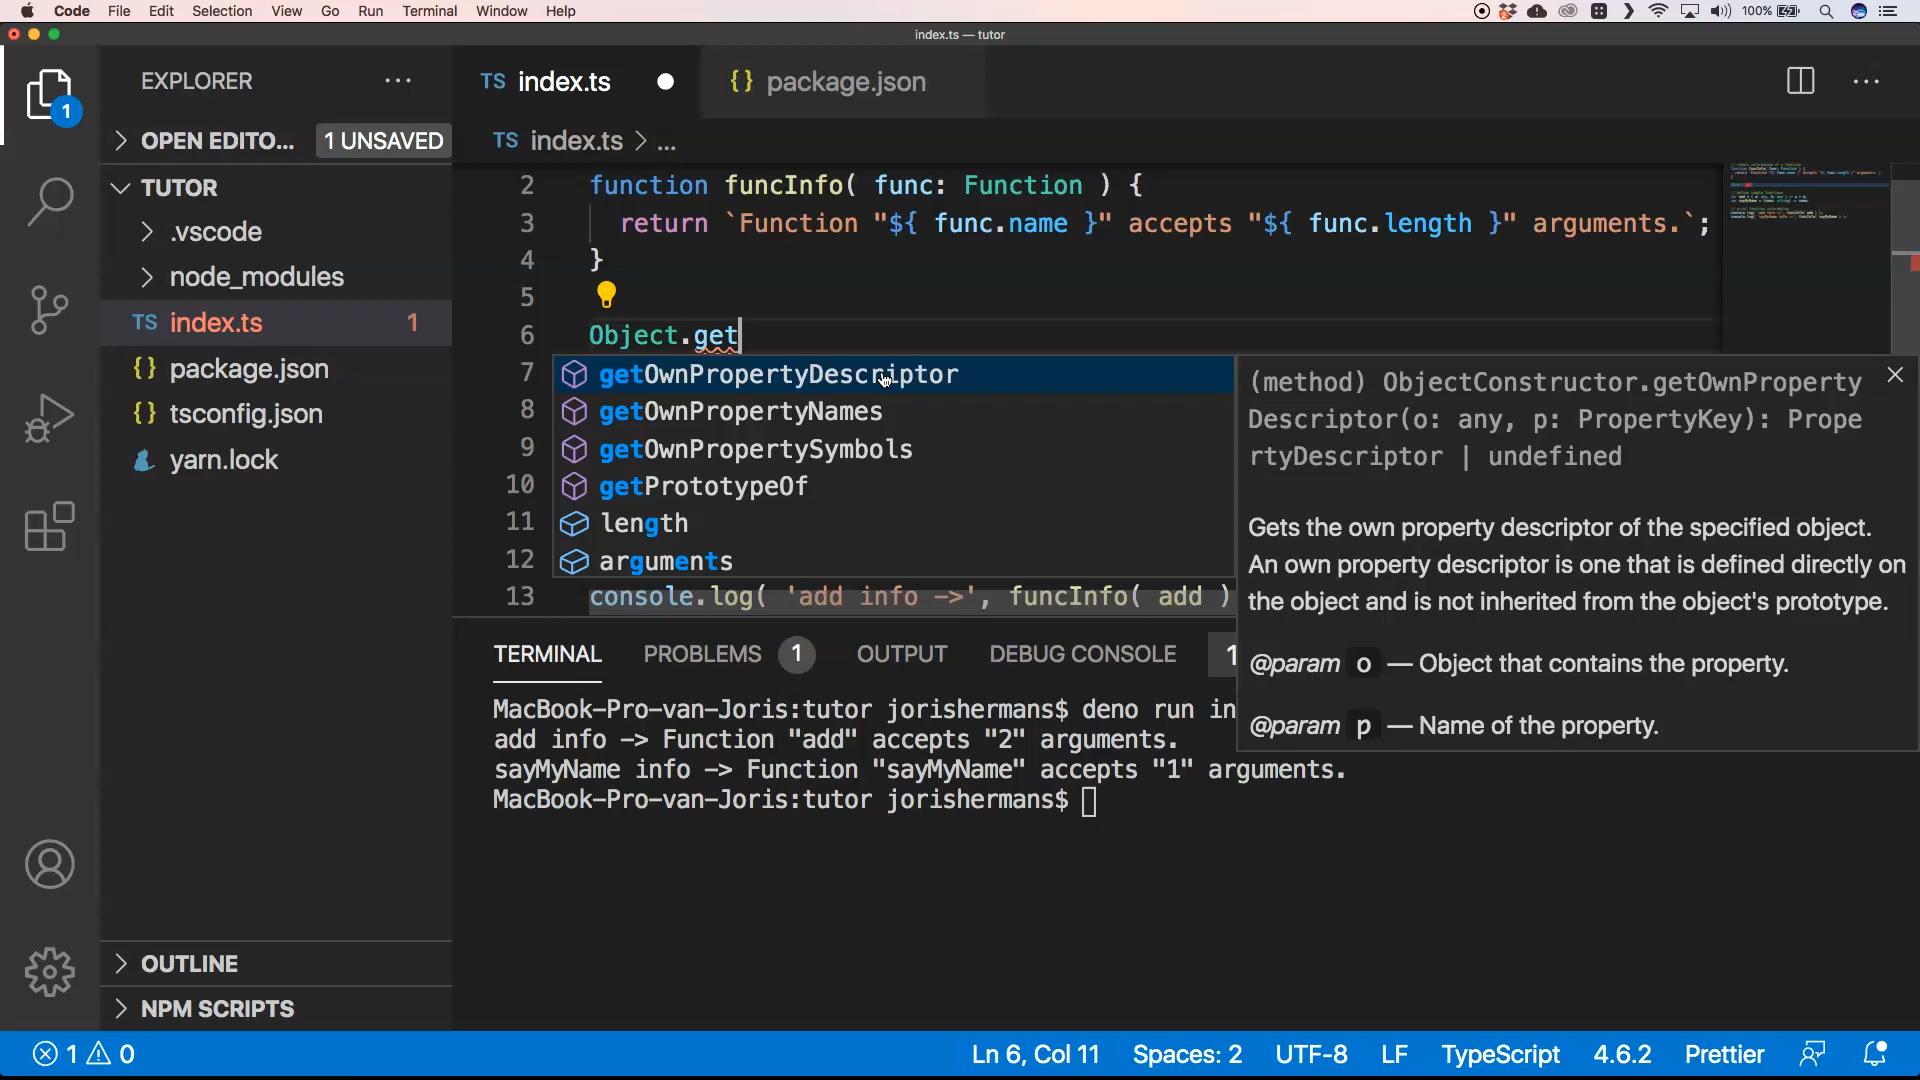 Code File Edit Selection View Go Run Terminal Window Help 100%
index.ts — tutor
EXPLORER ...
TS index.ts {} package.json ...
1
OPEN EDITO... 1 UNSAVED
TS index.ts > ...
TUTOR
.vscode
node_modules
TS index.ts 1
{} package.json
{} tsconfig.json
yarn.lock
OUTLINE
NPM SCRIPTS
2 function funcInfo( func: Function ) {
3 return `Function "${ func.name }" accepts "${ func.length }" arguments.`;
4 }
5
6 Object.get
7
8
9
10
11
12
13 console.log( 'add info ->', funcInfo( add )
getOwnPropertyDescriptor
getOwnPropertyNames
getOwnPropertySymbols
getPrototypeOf
length
arguments
(method) ObjectConstructor.getOwnProperty
Descriptor(o: any, p: PropertyKey): Prope
rtyDescriptor | undefined
Gets the own property descriptor of the specified object.
An own property descriptor is one that is defined directly on
the object and is not inherited from the object's prototype.
@param o — Object that contains the property.
@param p — Name of the property.
TERMINAL PROBLEMS 1 OUTPUT DEBUG CONSOLE 1
MacBook-Pro-van-Joris:tutor jorishermans$ deno run in
add info -> Function "add" accepts "2" arguments.
sayMyName info -> Function "sayMyName" accepts "1" arguments.
MacBook-Pro-van-Joris:tutor jorishermans$
1 0 Ln 6, Col 11 Spaces: 2 UTF-8 LF TypeScript 4.6.2 Prettier